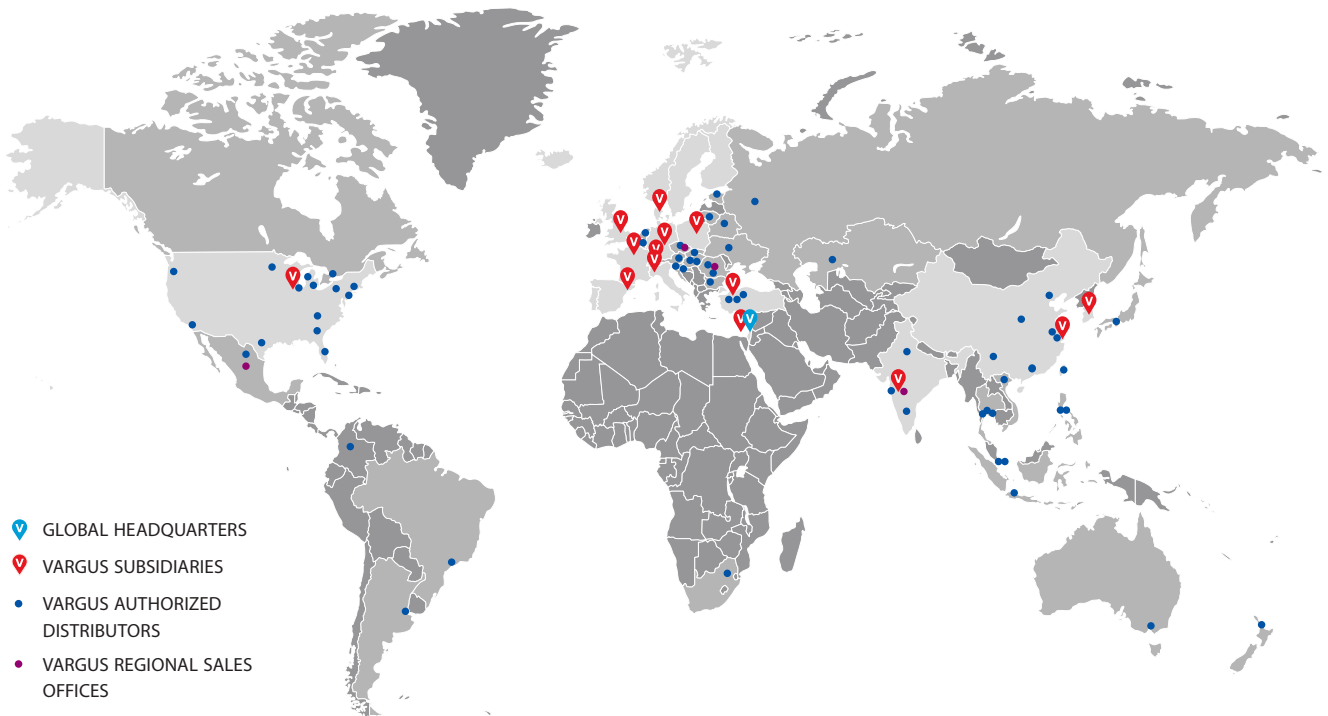 GLOBAL HEADQUARTERS
VARGUS SUBSIDIARIES
VARGUS AUTHORIZED
DISTRIBUTORS
VARGUS REGIONAL SALES
OFFICES